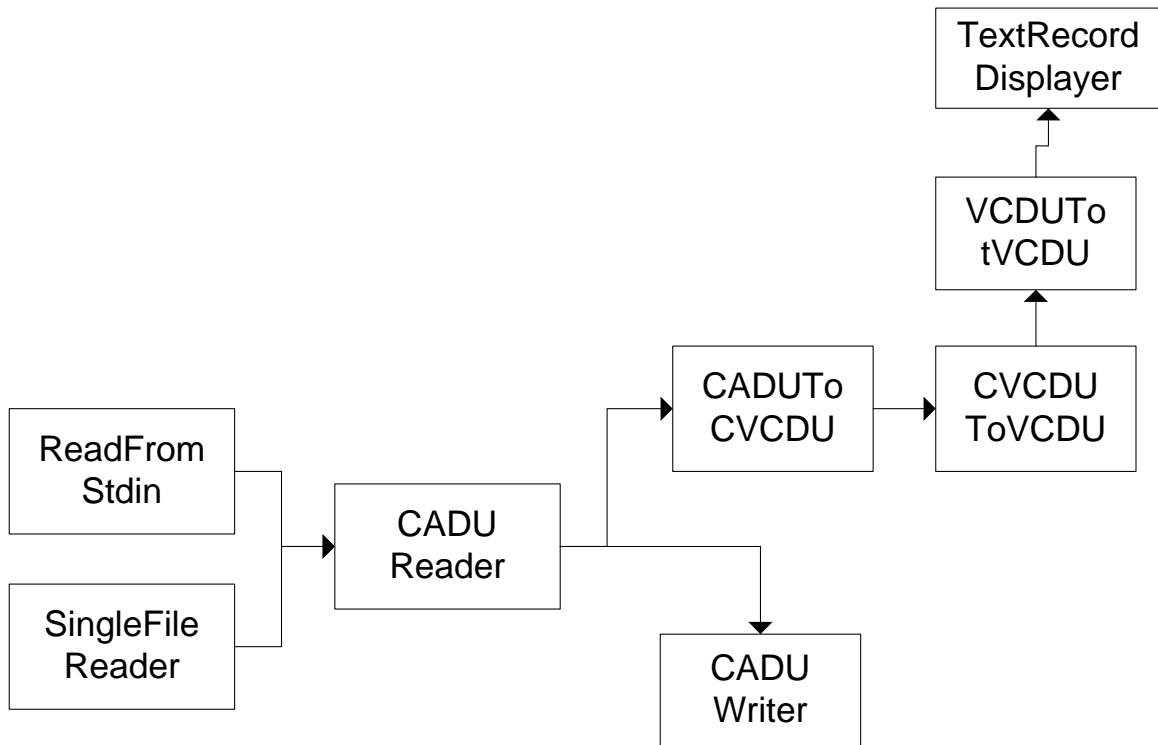 TextRecord
Displayer
VCDUTo
tVCDU
CADUTo
CVCDU
CVCDU
ToVCDU
ReadFrom
Stdin
CADU
Reader
SingleFile
Reader
CADU
Writer